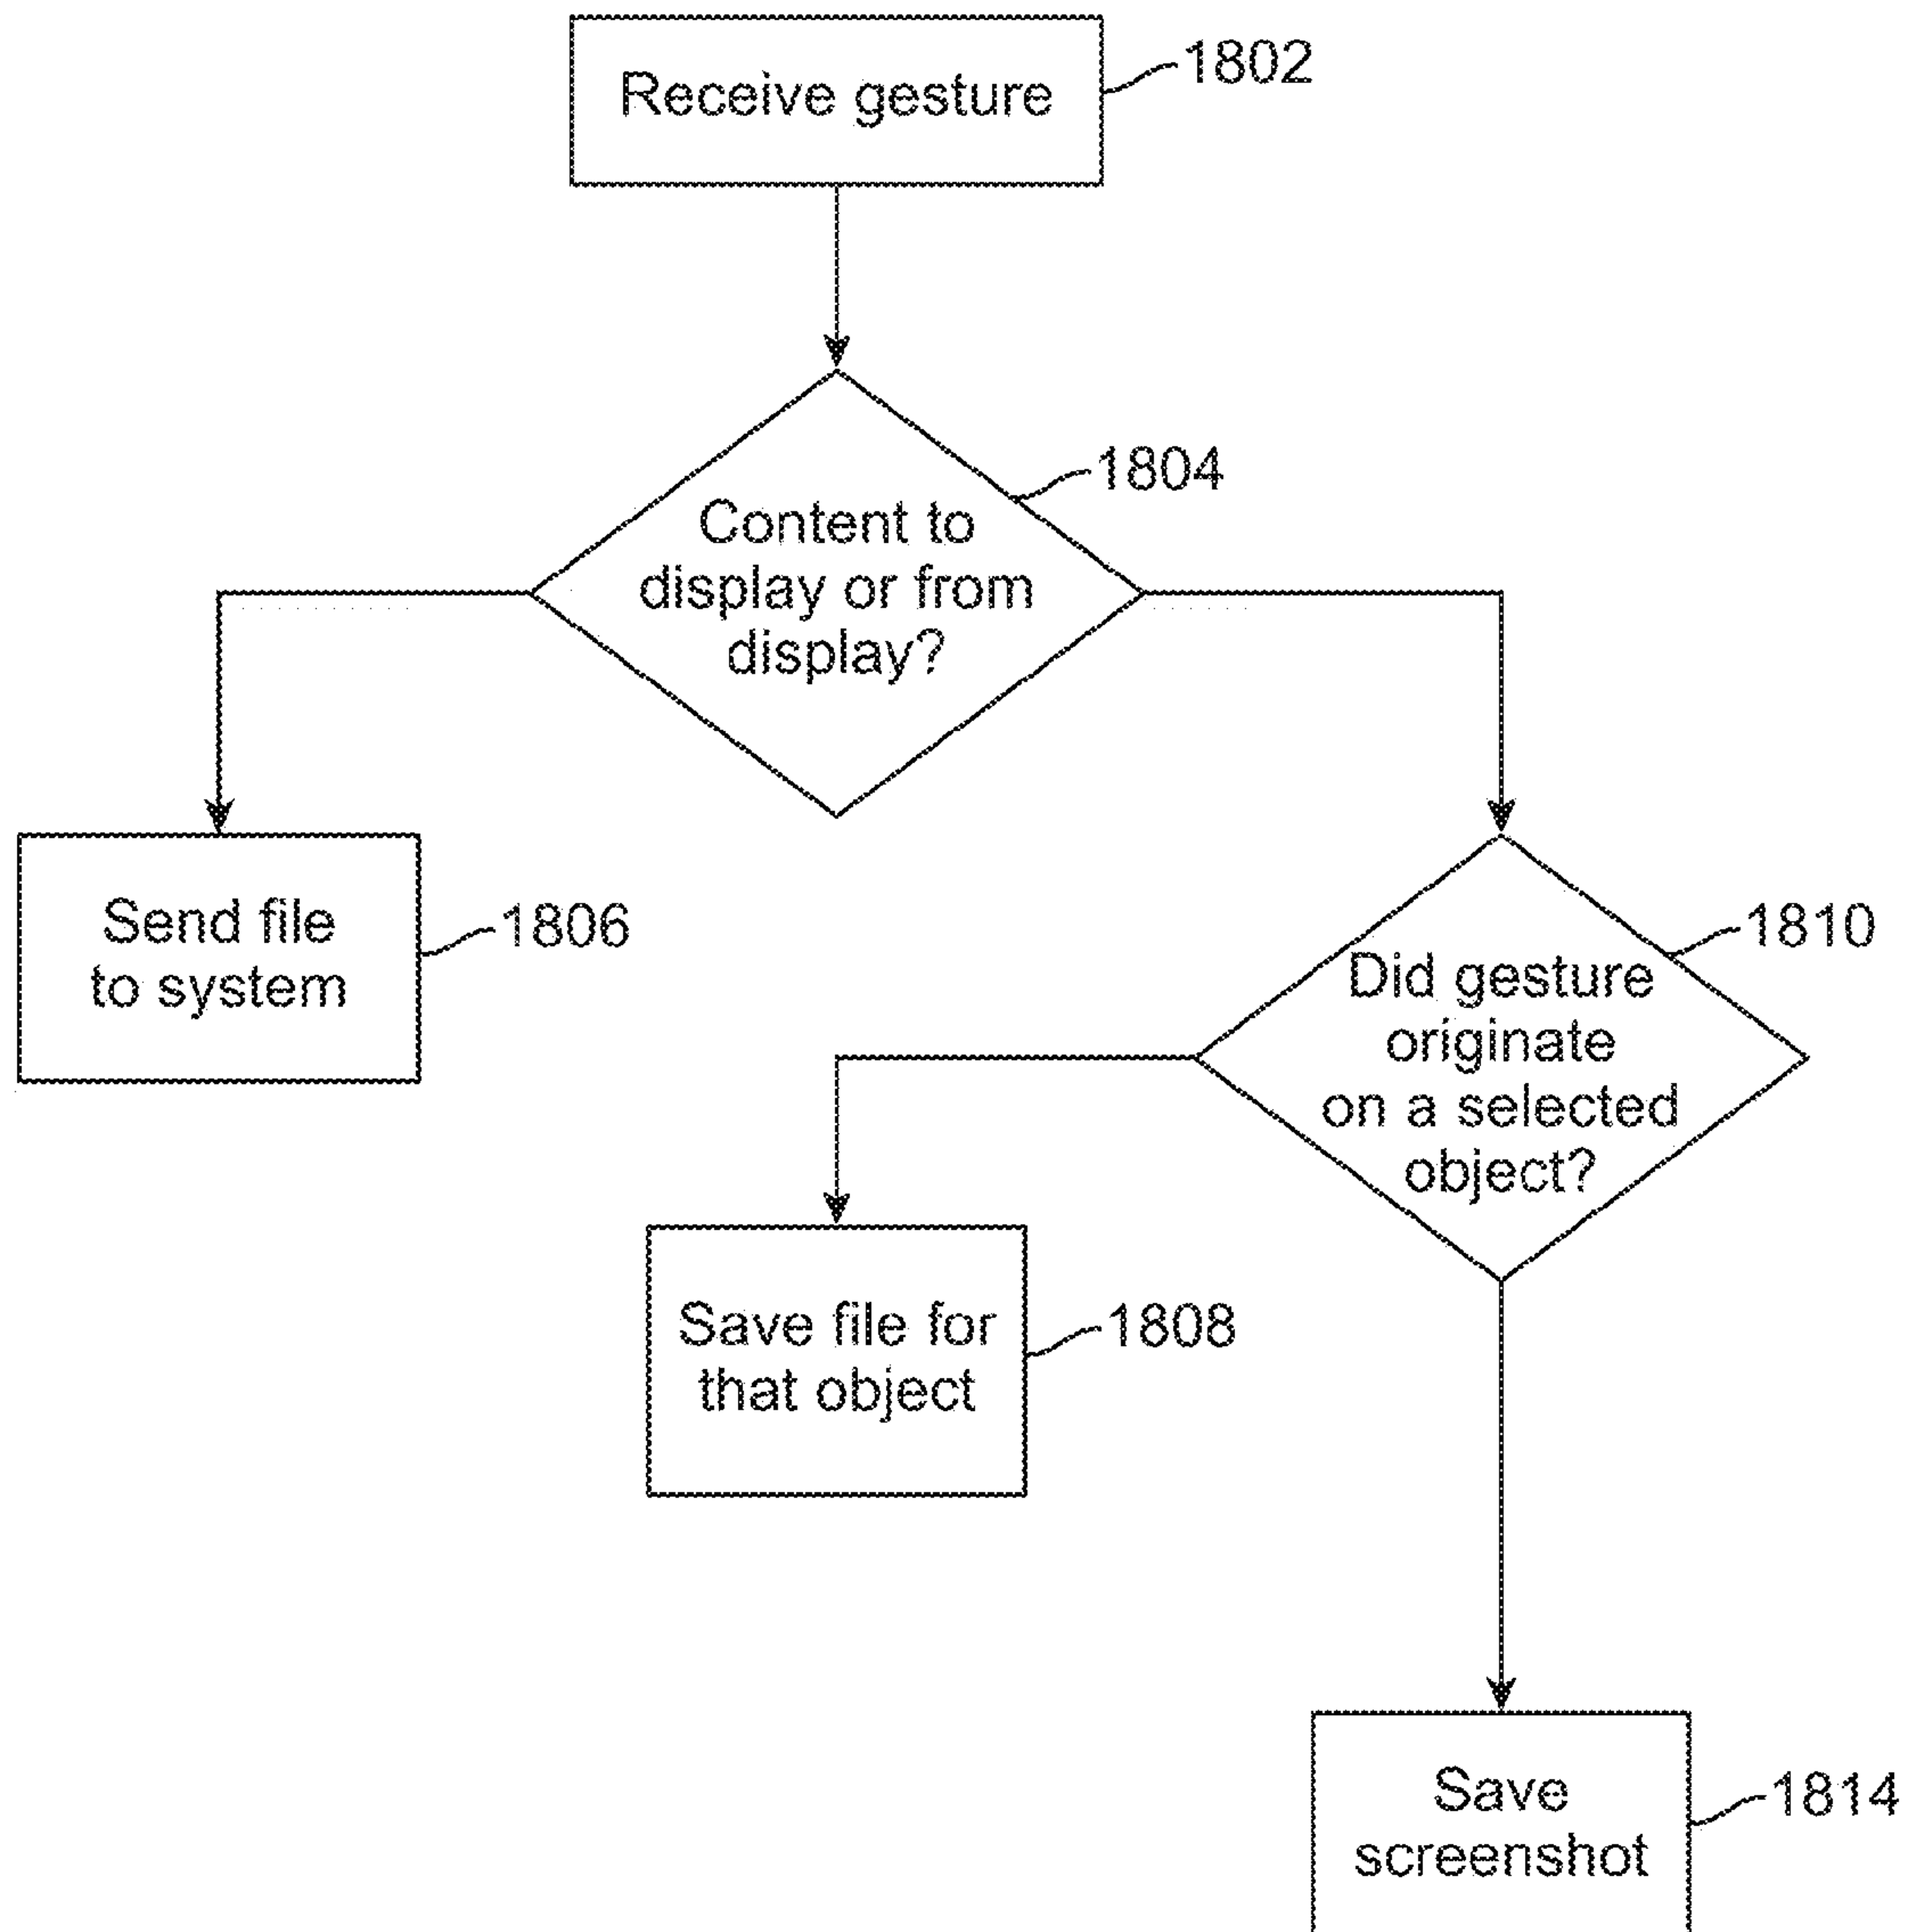 Receive gesture
1802
1804
Content to
display or from
display?
Send file
to system
1806
1810
Did gesture
originate
on a selected
object?
Save file for
that object
1808
Save
screenshot
1814